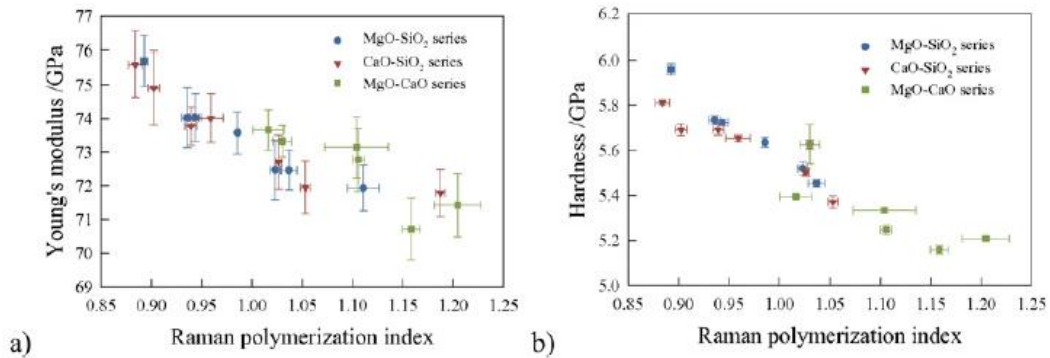 77
76
75
74
73
72
71
70
69
Young's modulus /GPa
MgO-SiO₂ series
CaO-SiO₂ series
MgO-CaO series
0.85 0.90 0.95 1.00 1.05 1.10 1.15 1.20 1.25
Raman polymerization index
a)
6.2
6.0
5.8
5.6
5.4
5.2
5.0
Hardness /GPa
MgO-SiO₂ series
CaO-SiO₂ series
MgO-CaO series
0.85 0.90 0.95 1.00 1.05 1.10 1.15 1.20 1.25
Raman polymerization index
b)